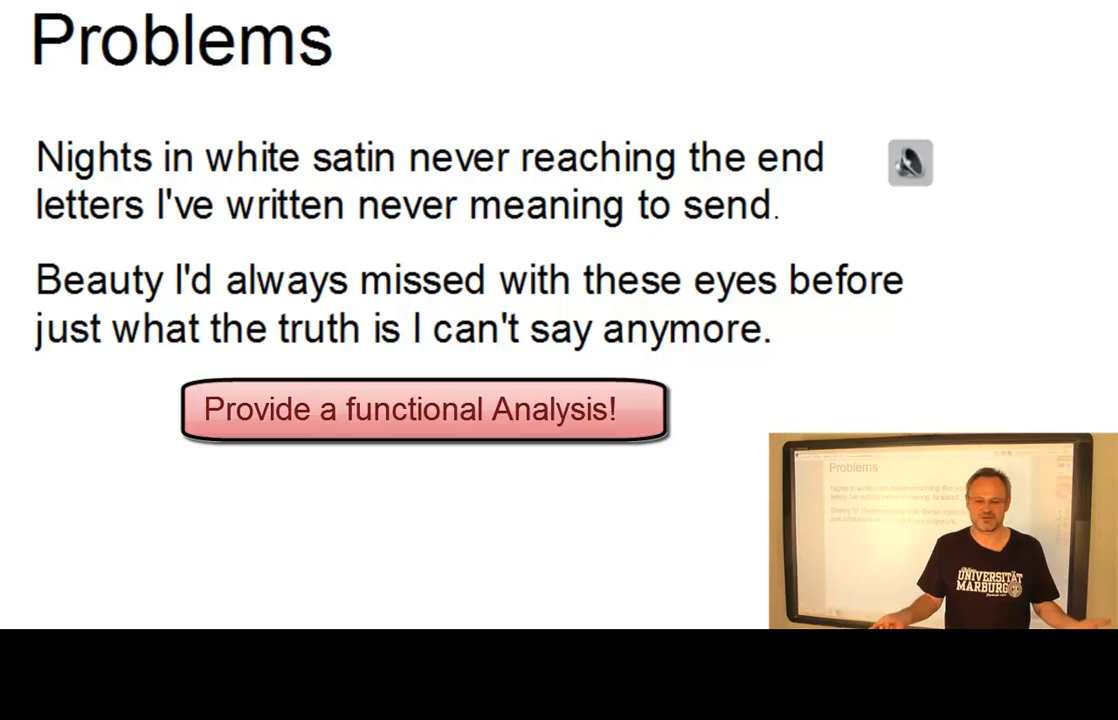 Problems
Nights in white satin never reaching the end
letters I've written never meaning to send.
Beauty I'd always missed with these eyes before
just what the truth is I can't say anymore.
Provide a functional Analysis!
Problems
UNIVERSITÄT
MARBURG